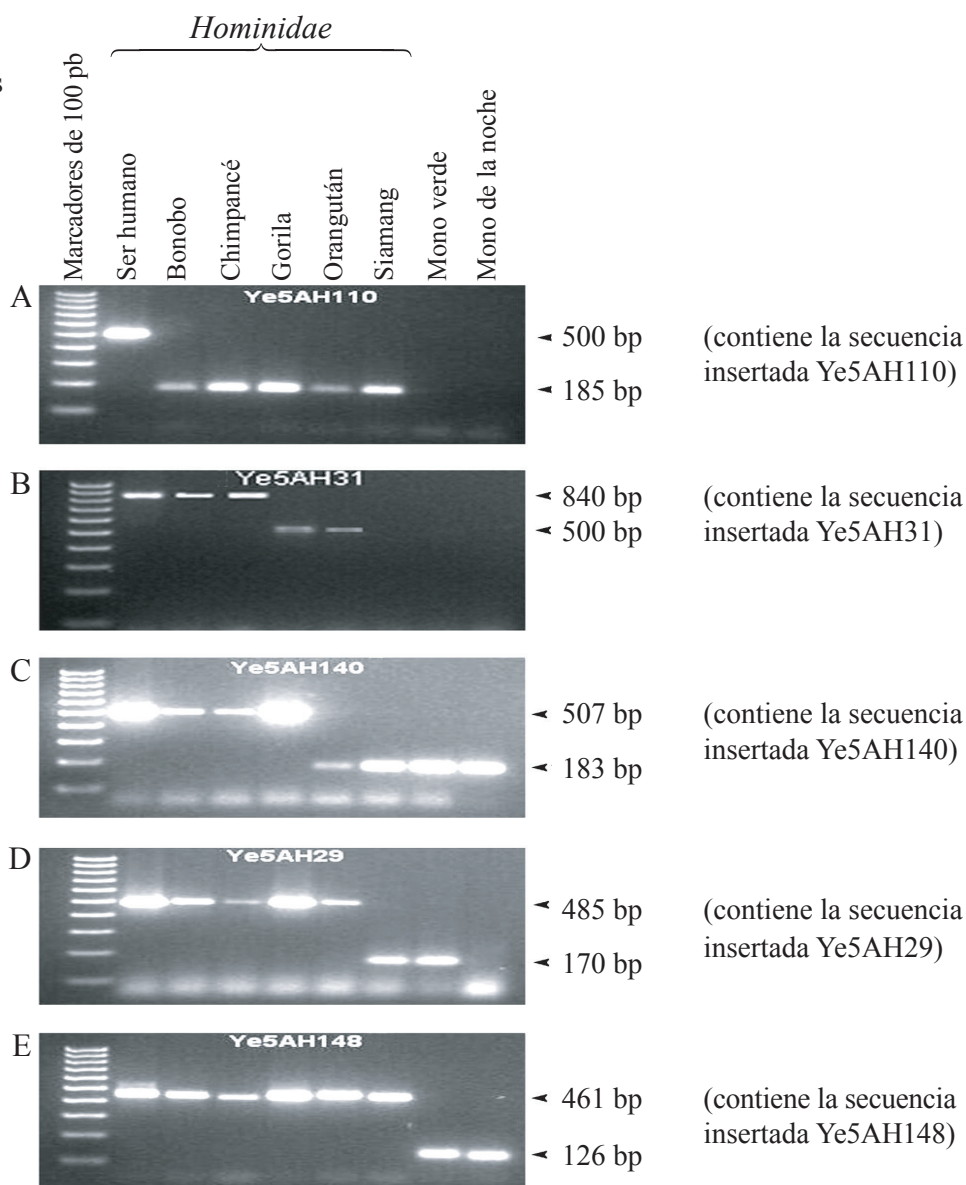 Hominidae
s
Marcadores de 100 pb
Ser humano
Bonobo
Chimpancé
Gorila
Orangután
Siamang
Mono verde
Mono de la noche
A
Ye5AH110
500 bp
(contiene la secuencia
insertada Ye5AH110)
185 bp
B
Ye5AH31
840 bp
(contiene la secuencia
insertada Ye5AH31)
500 bp
C
Ye5AH140
507 bp
(contiene la secuencia
insertada Ye5AH140)
183 bp
D
Ye5AH29
485 bp
(contiene la secuencia
insertada Ye5AH29)
170 bp
E
Ye5AH148
461 bp
(contiene la secuencia
insertada Ye5AH148)
126 bp